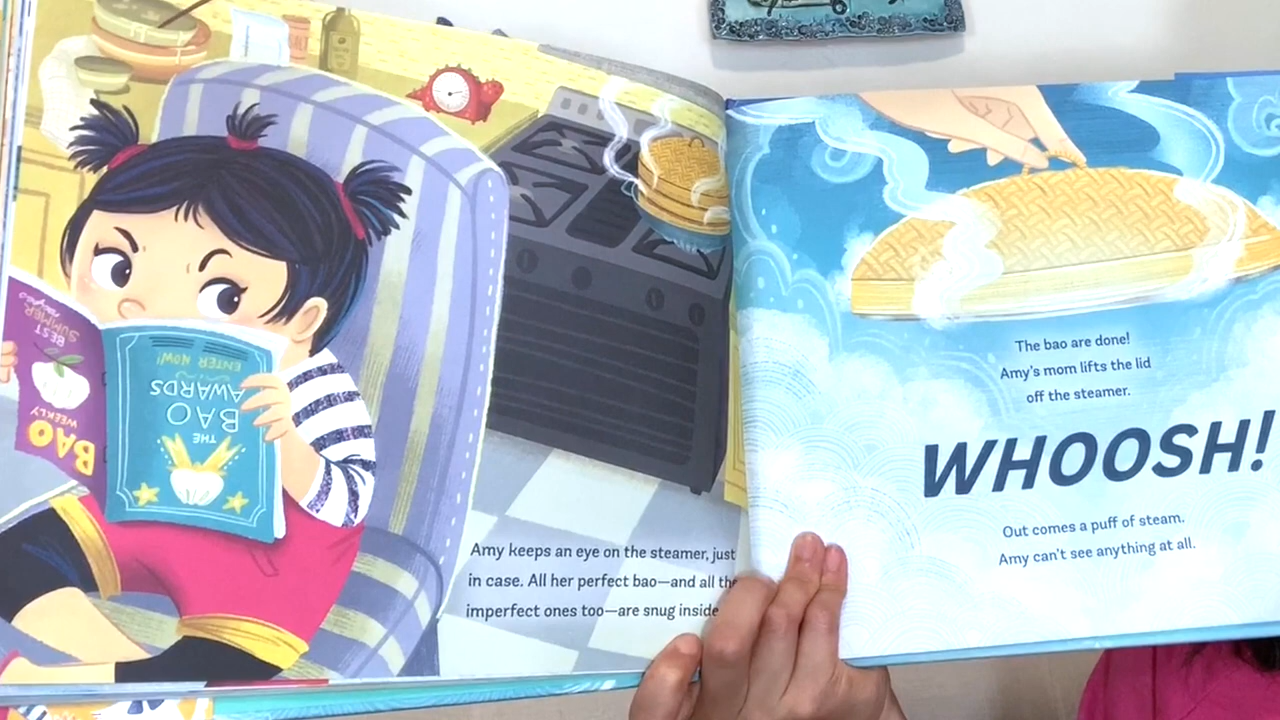 SALT
BEST
SUMMER
BAO
WEEKLY
ENTER NOW!
THE
BAO
AWARDS
Amy keeps an eye on the steamer, just
in case. All her perfect bao—and all the
imperfect ones too—are snug inside
The bao are done!
Amy's mom lifts the lid
off the steamer.
WHOOSH!
Out comes a puff of steam.
Amy can't see anything at all.